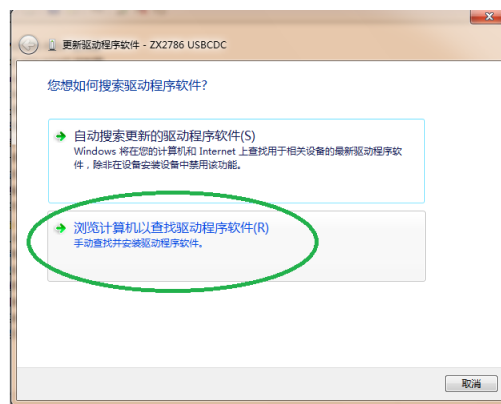 更新驱动程序软件 - ZX2786 USBCDC
您想如何搜索驱动程序软件?
自动搜索更新的驱动程序软件(S)
Windows 将在您的计算机和 Internet 上查找用于相关设备的最新驱动程序软
件，除非在设备安装设置中禁用该功能。
浏览计算机以查找驱动程序软件(R)
手动查找并安装驱动程序软件。
取消